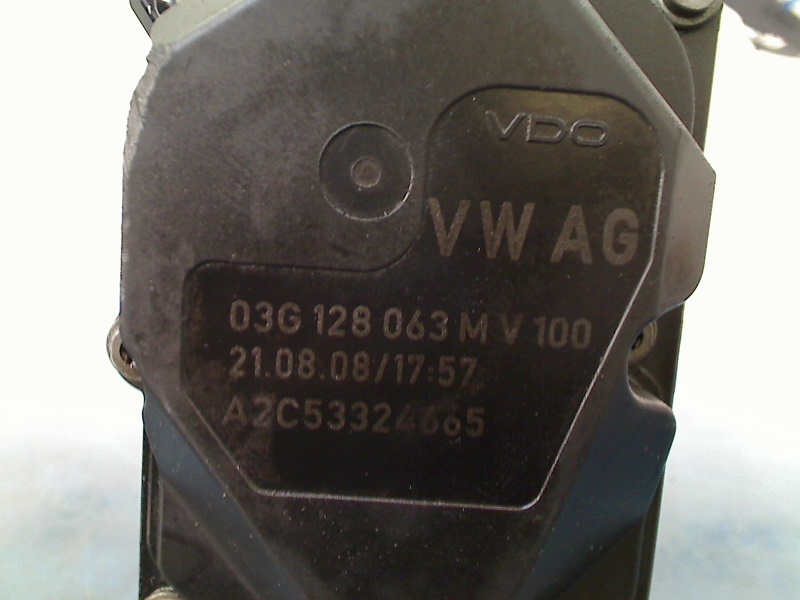 VDO
VW AG
03G 128 063 M V 100
21.08.08/17:57
A2C53324665